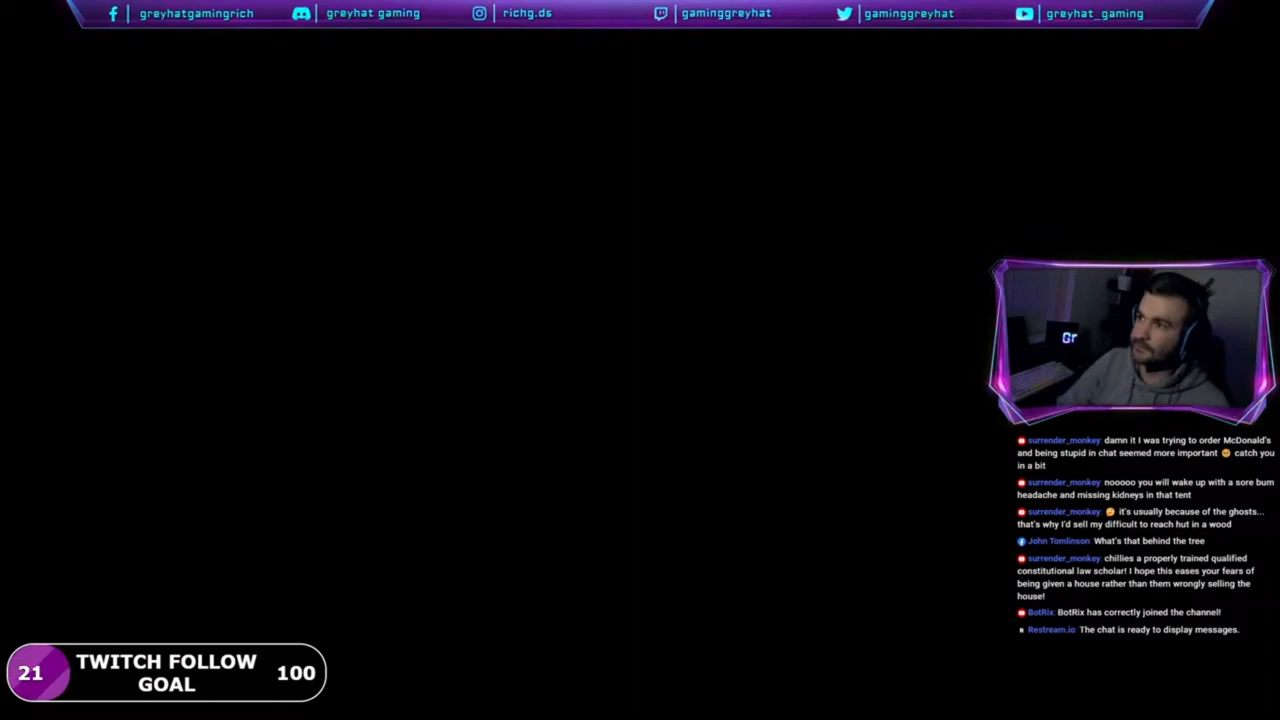 greyhatgamingrich
greyhat gaming
richg.ds
gaminggreyhat
gaminggreyhat
greyhat_gaming
Gr
surrender_monkey: damn it I was trying to order McDonald's
and being stupid in chat seemed more important 🥺 catch you
in a bit
surrender_monkey: nooooo you will wake up with a sore bum
headache and missing kidneys in that tent
surrender_monkey: 🤣 it's usually because of the ghosts...
that's why I'd sell my difficult to reach hut in a wood
John Tomlinson: What's that behind the tree
surrender_monkey: chillies a properly trained qualified
constitutional law scholar! I hope this eases your fears of
being given a house rather than them wrongly selling the
house!
BotRix: BotRix has correctly joined the channel!
R Restream.io: The chat is ready to display messages.
21
TWITCH FOLLOW
GOAL
100